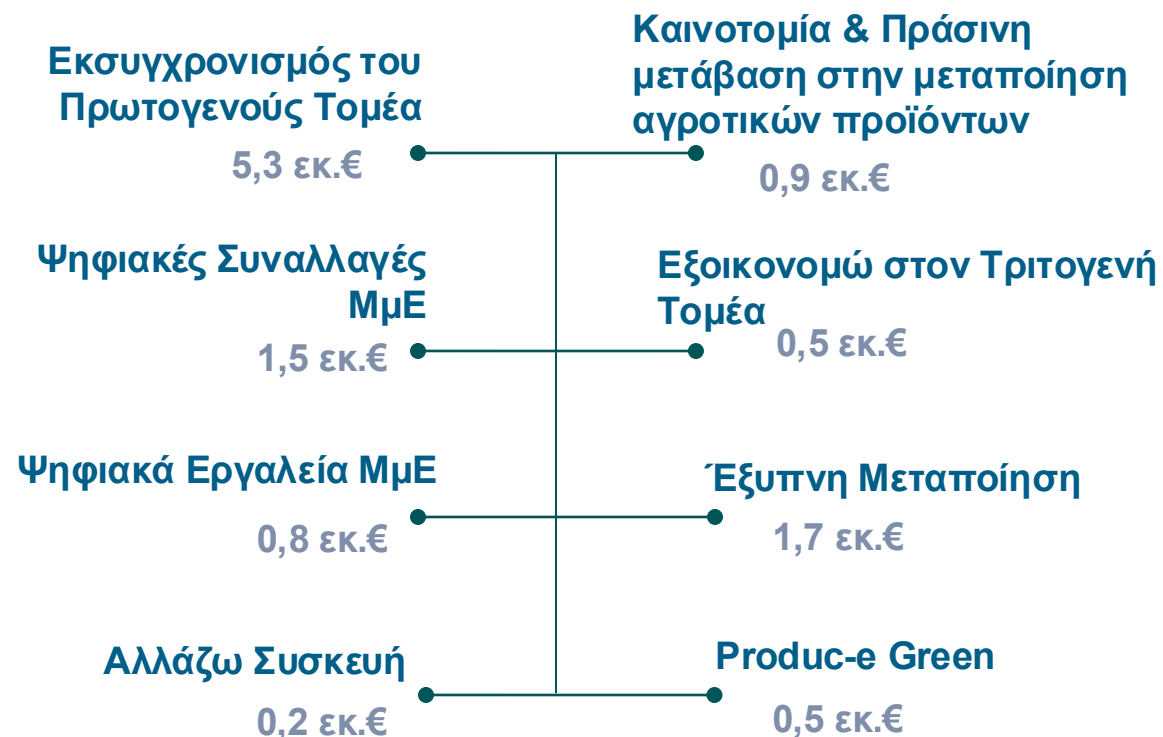 Εκσυγχρονισμός του
Πρωτογενούς Τομέα
5,3 εκ.€
Καινοτομία & Πράσινη
μετάβαση στην μεταποίηση
αγροτικών προϊόντων
0,9 εκ.€
Ψηφιακές Συναλλαγές
ΜμΕ
1,5 εκ.€
Εξοικονομώ στον Τριτογενή
Τομέα
0,5 εκ.€
Ψηφιακά Εργαλεία ΜμΕ
0,8 εκ.€
Έξυπνη Μεταποίηση
1,7 εκ.€
Αλλάζω Συσκευή
0,2 εκ.€
Produc-e Green
0,5 εκ.€